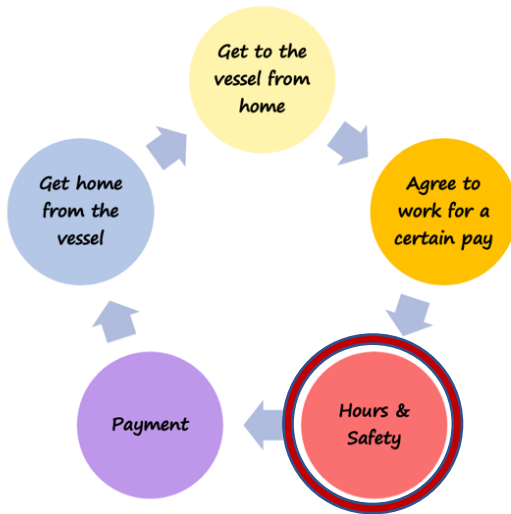 Get to the
vessel from
home
Agree to
work for a
certain pay
Hours &
Safety
Payment
Get home
from the
vessel